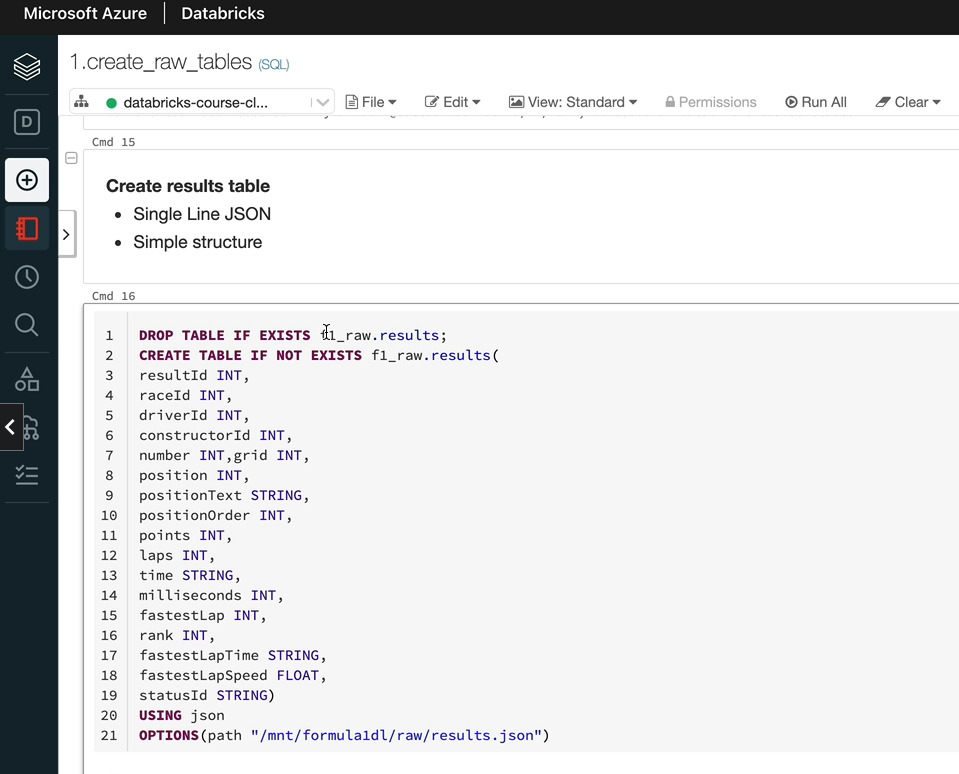 Microsoft Azure | Databricks
1.create_raw_tables (SQL)
databricks-course-cl... File Edit View: Standard Permissions Run All Clear
Cmd 15
Create results table
• Single Line JSON
• Simple structure
Cmd 16
1 DROP TABLE IF EXISTS f1_raw.results;
2 CREATE TABLE IF NOT EXISTS f1_raw.results(
3 resultId INT,
4 raceId INT,
5 driverId INT,
6 constructorId INT,
7 number INT,grid INT,
8 position INT,
9 positionText STRING,
10 positionOrder INT,
11 points INT,
12 laps INT,
13 time STRING,
14 milliseconds INT,
15 fastestLap INT,
16 rank INT,
17 fastestLapTime STRING,
18 fastestLapSpeed FLOAT,
19 statusId STRING)
20 USING json
21 OPTIONS(path "/mnt/formula1dl/raw/results.json")
D